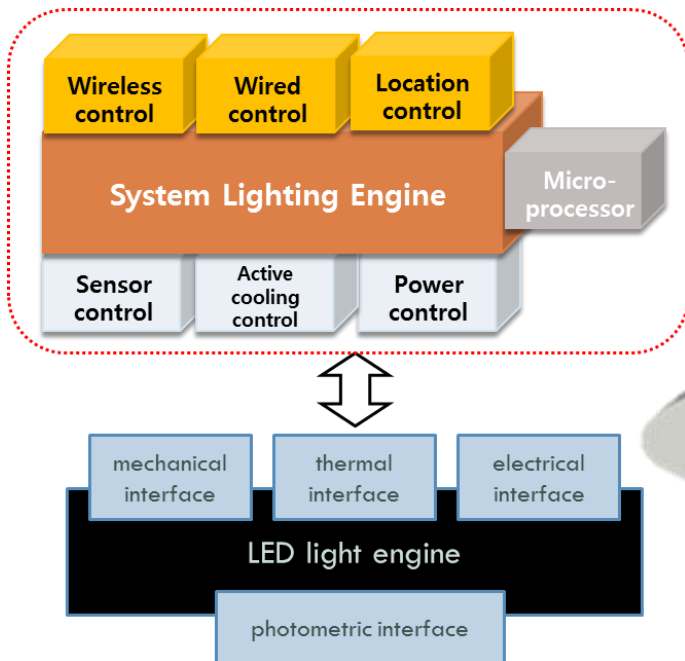 Wireless
control
Wired
control
Location
control
System Lighting Engine
Micro-
processor
Sensor
control
Active
cooling
control
Power
control
mechanical
interface
thermal
interface
electrical
interface
LED light engine
photometric interface